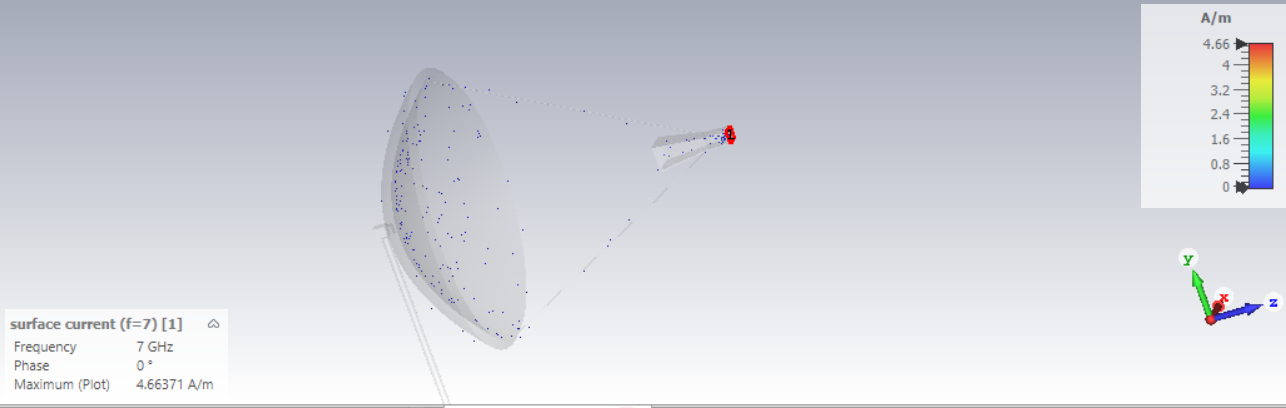 A/m
4.66
4
3.2
2.4
1.6
0.8
0
1
y
x
z
surface current (f=7) [1]
Frequency 7 GHz
Phase 0 °
Maximum (Plot) 4.66371 A/m